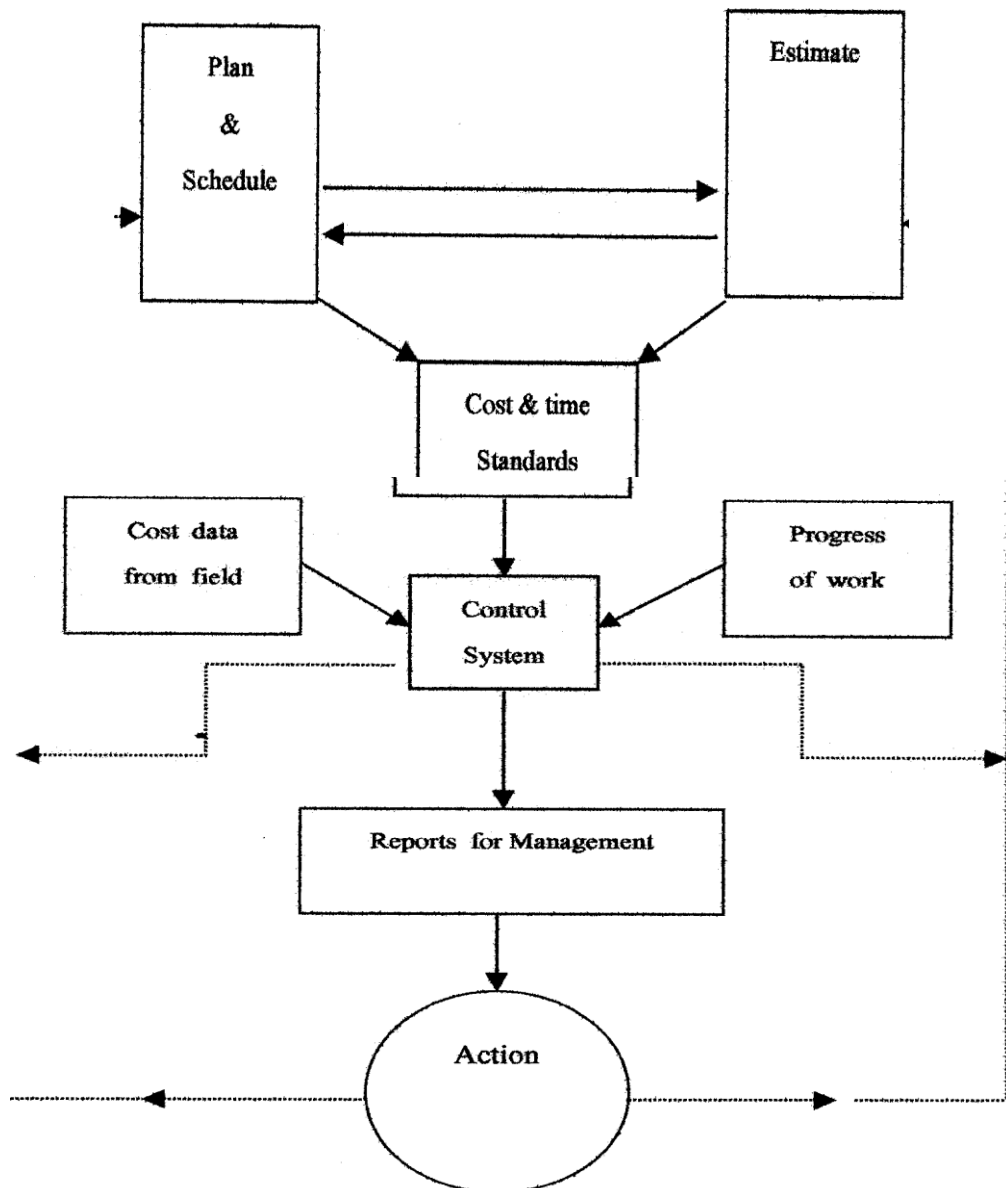 Plan
&
Schedule
Estimate
Cost & time
Standards
Cost data
from field
Progress
of work
Control
System
Reports for Management
Action